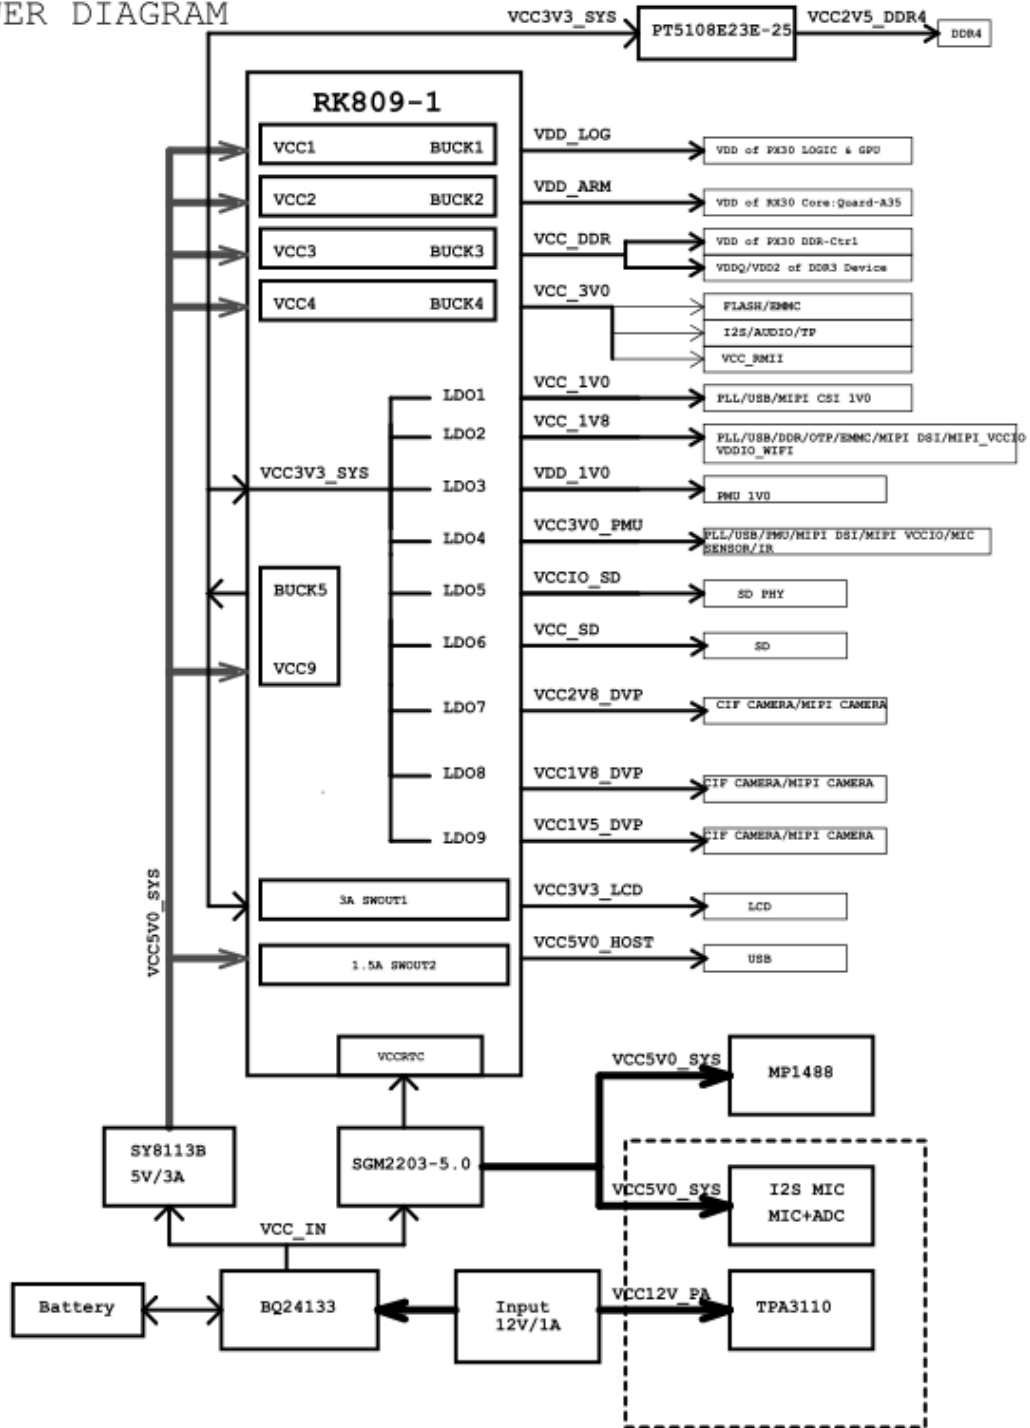 WER DIAGRAM
VCC3V3_SYS
PT5108E23E-25
VCC2V5_DDR4
DDR4
RK809-1
VCC1 BUCK1
VDD_LOG
VDD of PX30 LOGIC & GPU
VCC2 BUCK2
VDD_ARM
VDD of RX30 Core:Quard-A35
VCC3 BUCK3
VCC_DDR
VDD of PX30 DDR-Ctrl
VDDQ/VDD2 of DDR3 Device
VCC4 BUCK4
VCC_3V0
FLASH/EMMC
I2S/AUDIO/TP
VCC_RMII
LDO1
VCC_1V0
PLL/USB/MIPI CSI 1V0
LDO2
VCC_1V8
PLL/USB/DDR/OTP/EMMC/MIPI DSI/MIPI_VCCIO
VDDIO_WIFI
VCC3V3_SYS
LDO3
VDD_1V0
PMU 1V0
LDO4
VCC3V0_PMU
PLL/USB/PMU/MIPI DSI/MIPI VCCIO/MIC
SENSOR/IR
BUCK5
LDO5
VCCIO_SD
SD PHY
LDO6
VCC_SD
SD
VCC9
LDO7
VCC2V8_DVP
CIF CAMERA/MIPI CAMERA
LDO8
VCC1V8_DVP
CIF CAMERA/MIPI CAMERA
LDO9
VCC1V5_DVP
CIF CAMERA/MIPI CAMERA
VCC5V0_SYS
3A SWOUT1
VCC3V3_LCD
LCD
1.5A SWOUT2
VCC5V0_HOST
USB
VCCRTC
VCC5V0_SYS
MP1488
SY8113B
5V/3A
SGM2203-5.0
VCC5V0_SYS
I2S MIC
MIC+ADC
VCC_IN
Battery
BQ24133
Input
12V/1A
VCC12V_PA
TPA3110